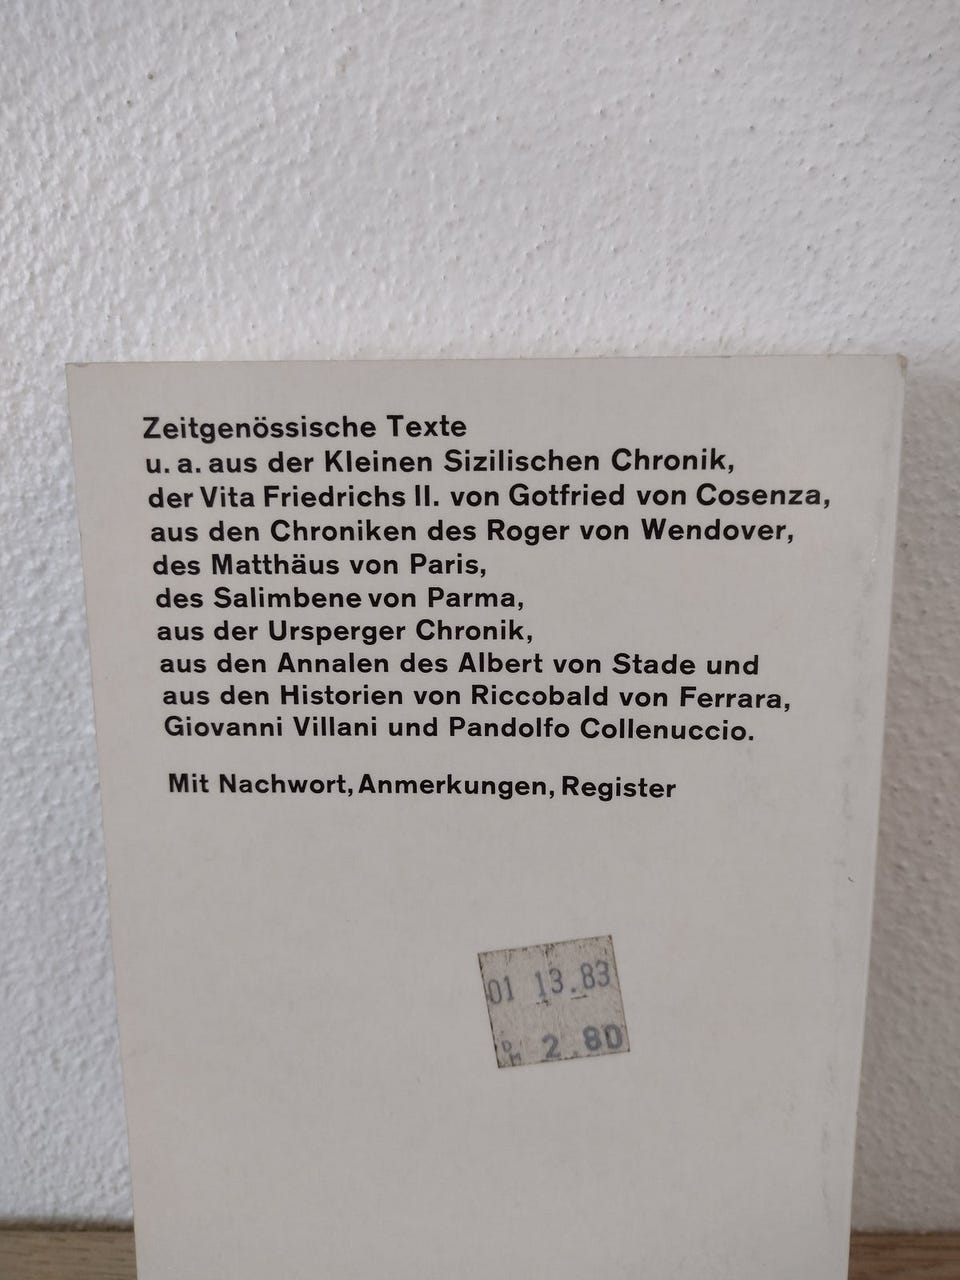 Zeitgenössische Texte
u. a. aus der Kleinen Sizilischen Chronik,
der Vita Friedrichs II. von Gotfried von Cosenza,
aus den Chroniken des Roger von Wendover,
des Matthäus von Paris,
des Salimbene von Parma,
aus der Ursperger Chronik,
aus den Annalen des Albert von Stade und
aus den Historien von Riccobald von Ferrara,
Giovanni Villani und Pandolfo Collenuccio.
Mit Nachwort, Anmerkungen, Register
01 13.83
DM 2.80